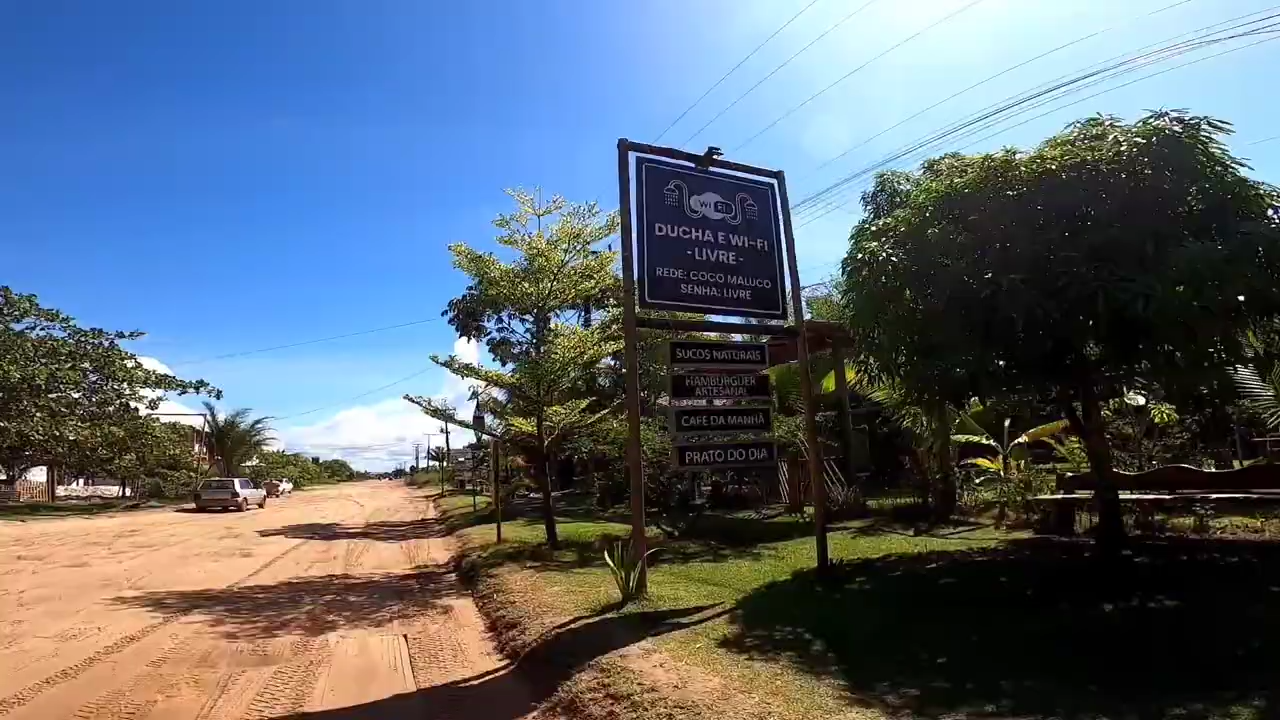 WI FI
DUCHA E WI-FI
-LIVRE-
REDE: COCO MALUCO
SENHA: LIVRE
SUCOS NATURAIS
HAMBURGUER
ARTESANAL
CAFE DA MANHÃ
PRATO DO DIA